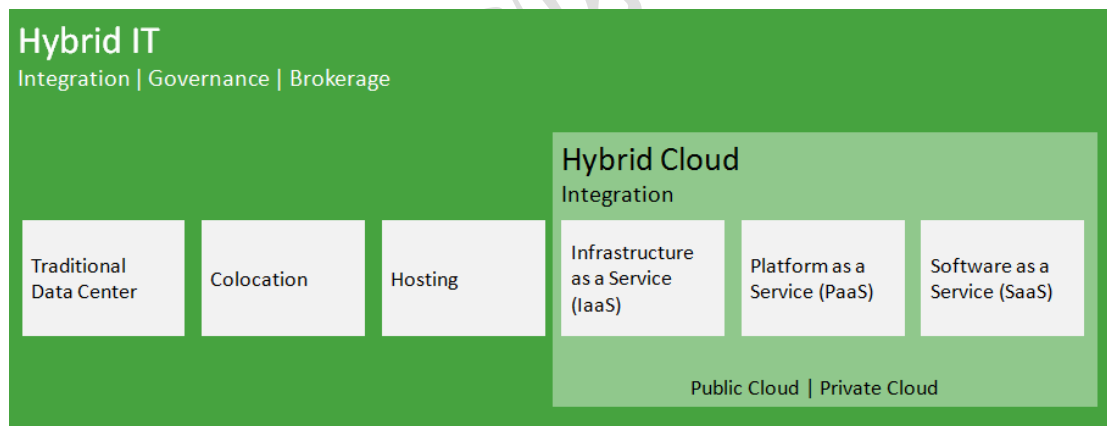 Hybrid IT
Integration | Governance | Brokerage
Hybrid Cloud
Integration
Traditional
Data Center
Colocation
Hosting
Infrastructure
as a Service
(IaaS)
Platform as a
Service (PaaS)
Software as a
Service (SaaS)
Public Cloud | Private Cloud